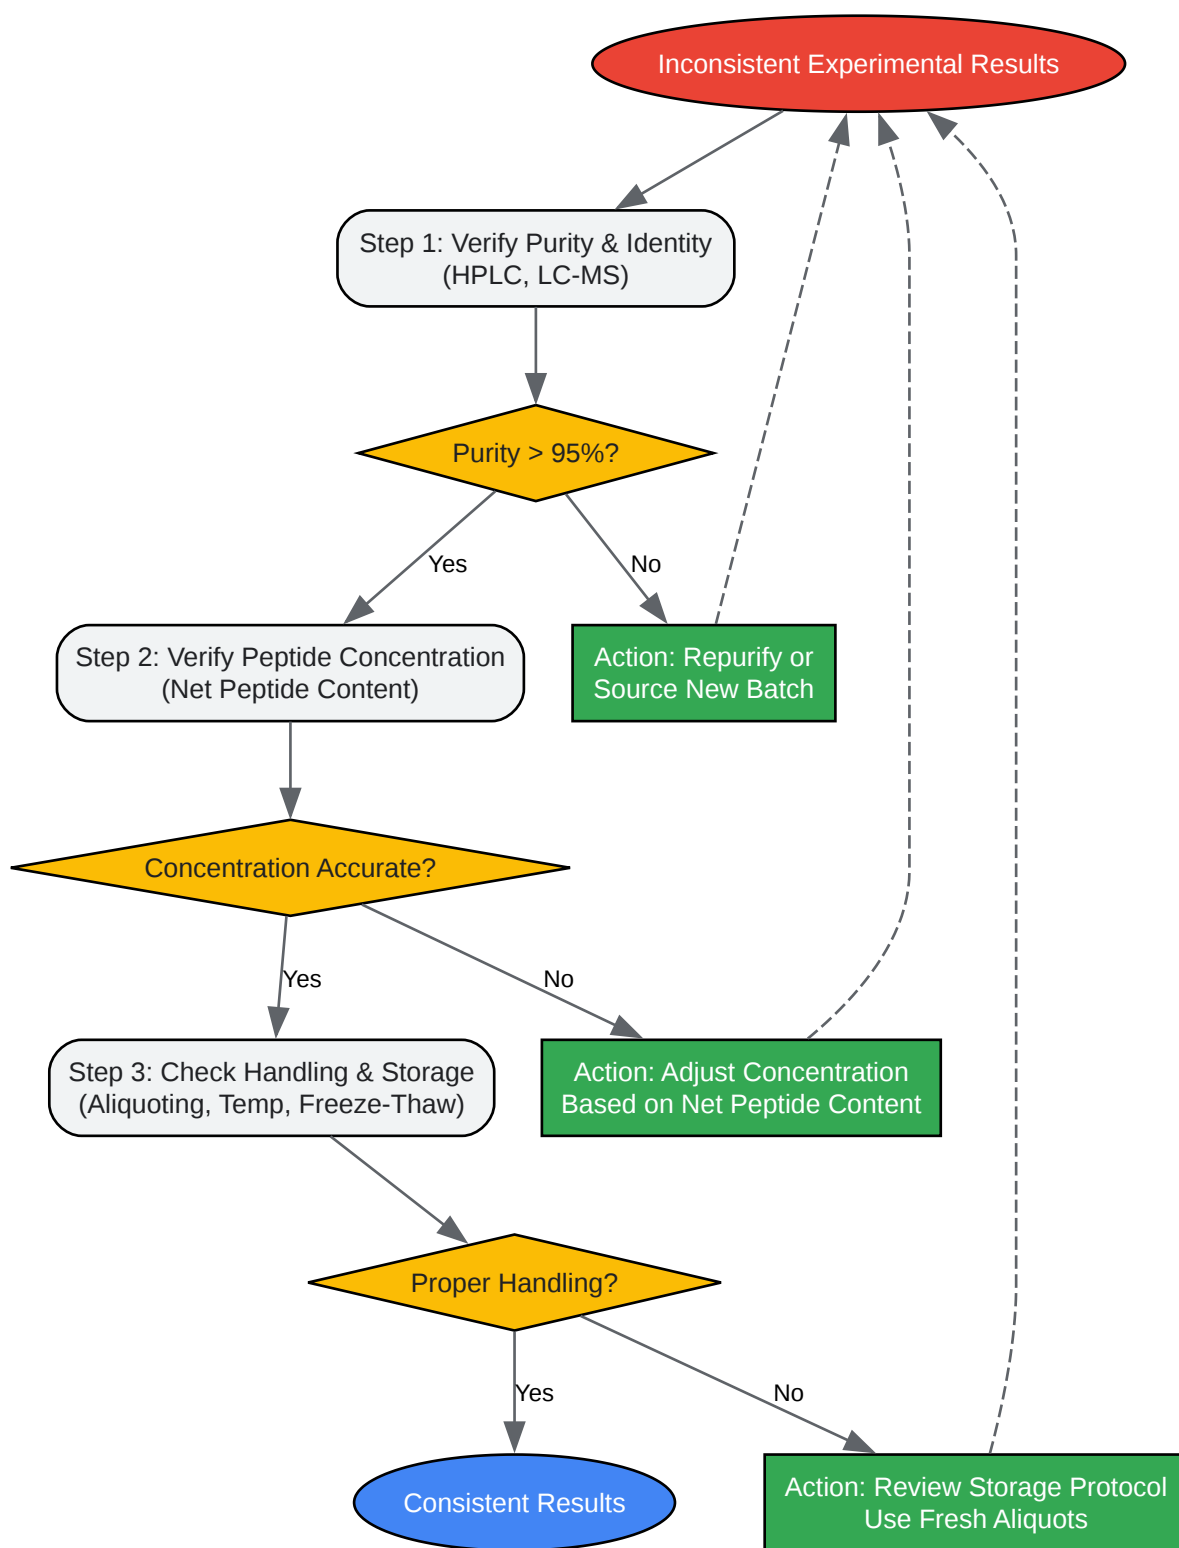 Inconsistent Experimental Results
Step 1: Verify Purity & Identity
(HPLC, LC-MS)
Purity > 95%?
Yes
No
Step 2: Verify Peptide Concentration
(Net Peptide Content)
Action: Repurify or
Source New Batch
Concentration Accurate?
Yes
No
Step 3: Check Handling & Storage
(Aliquoting, Temp, Freeze-Thaw)
Action: Adjust Concentration
Based on Net Peptide Content
Proper Handling?
Yes
No
Consistent Results
Action: Review Storage Protocol
Use Fresh Aliquots